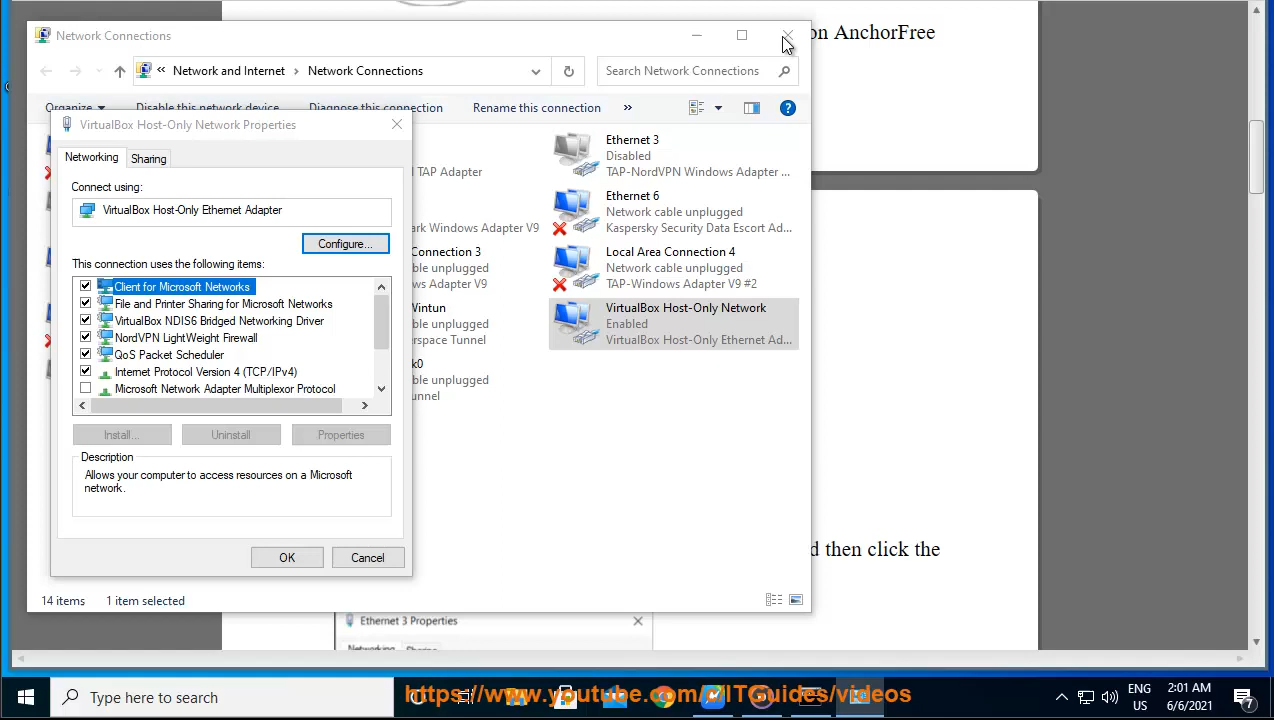 on AnchorFree
Network Connections
« Network and Internet › Network Connections
Search Network Connections
Organize
Disable this network device
Diagnose this connection
Rename this connection
»
VirtualBox Host-Only Network Properties
Networking
Sharing
Connect using:
VirtualBox Host-Only Ethernet Adapter
Configure...
This connection uses the following items:
Client for Microsoft Networks
File and Printer Sharing for Microsoft Networks
VirtualBox NDIS6 Bridged Networking Driver
NordVPN LightWeight Firewall
QoS Packet Scheduler
Internet Protocol Version 4 (TCP/IPv4)
Microsoft Network Adapter Multiplexor Protocol
Install...
Uninstall
Properties
Description
Allows your computer to access resources on a Microsoft
network.
OK
Cancel
TAP Adapter
ark Windows Adapter V9
Connection 3
ble unplugged
ows Adapter V9
Wintun
ble unplugged
erspace Tunnel
k0
ble unplugged
unnel
Ethernet 3
Disabled
TAP-NordVPN Windows Adapter ...
Ethernet 6
Network cable unplugged
Kaspersky Security Data Escort Ad...
Local Area Connection 4
Network cable unplugged
TAP-Windows Adapter V9 #2
VirtualBox Host-Only Network
Enabled
VirtualBox Host-Only Ethernet Ad...
14 items
1 item selected
d then click the
Ethernet 3 Properties
Networking
Sharing
Type here to search
https://www.youtube.com/c/ITGuides/videos
ENG
US
2:01 AM
6/6/2021
7